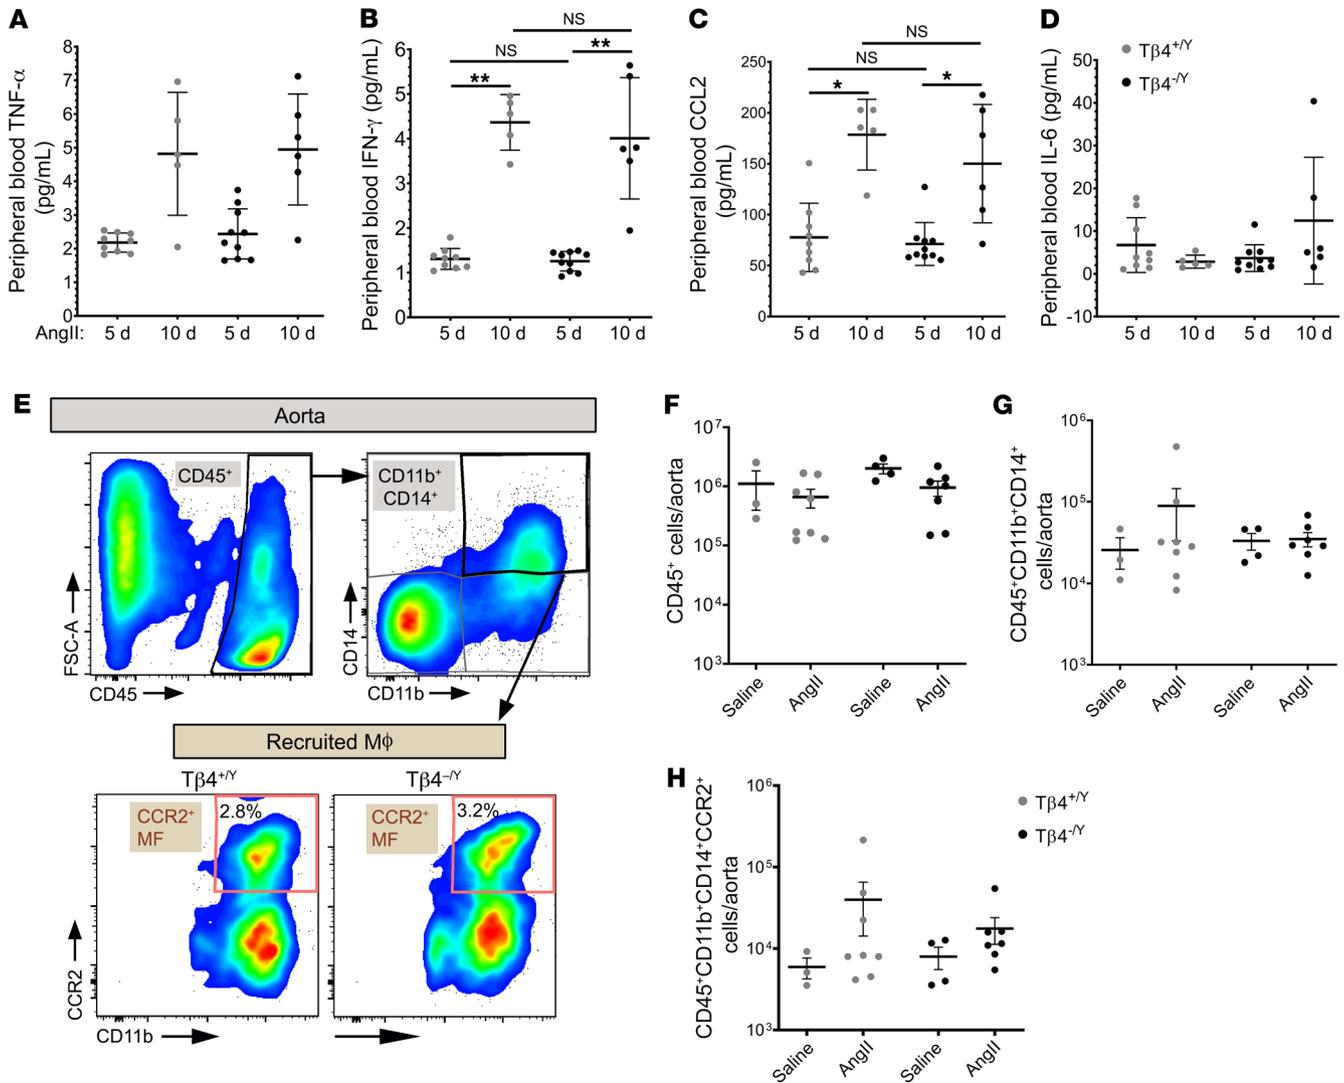 A
Peripheral blood TNF-α
(pg/mL)
8
7
6
5
4
3
2
1
0
AngII: 5 d 10 d 5 d 10 d
B
Peripheral blood IFN-γ (pg/mL)
6
5
4
3
2
1
0
NS
NS
**
**
5 d 10 d 5 d 10 d
C
Peripheral blood CCL2
(pg/mL)
250
200
150
100
50
0
NS
NS
*
*
5 d 10 d 5 d 10 d
D
Tβ4⁺/ʸ
Tβ4⁻/ʸ
Peripheral blood IL-6 (pg/mL)
50
40
30
20
10
0
-10
5 d 10 d 5 d 10 d
E
Aorta
CD45⁺
FSC-A
CD45
CD11b⁺
CD14⁺
CD14
CD11b
Recruited Mϕ
Tβ4⁺/ʸ Tβ4⁻/ʸ
CCR2⁺
MF
2.8%
CCR2⁺
MF
3.2%
CCR2
CD11b
F
CD45⁺ cells/aorta
10⁷
10⁶
10⁵
10⁴
10³
Saline AngII Saline AngII
G
CD45⁺CD11b⁺CD14⁺
cells/aorta
10⁶
10⁵
10⁴
10³
Saline AngII Saline AngII
H
CD45⁺CD11b⁺CD14⁺CCR2⁺
cells/aorta
10⁶
10⁵
10⁴
10³
Saline AngII Saline AngII
Tβ4⁺/ʸ
Tβ4⁻/ʸ